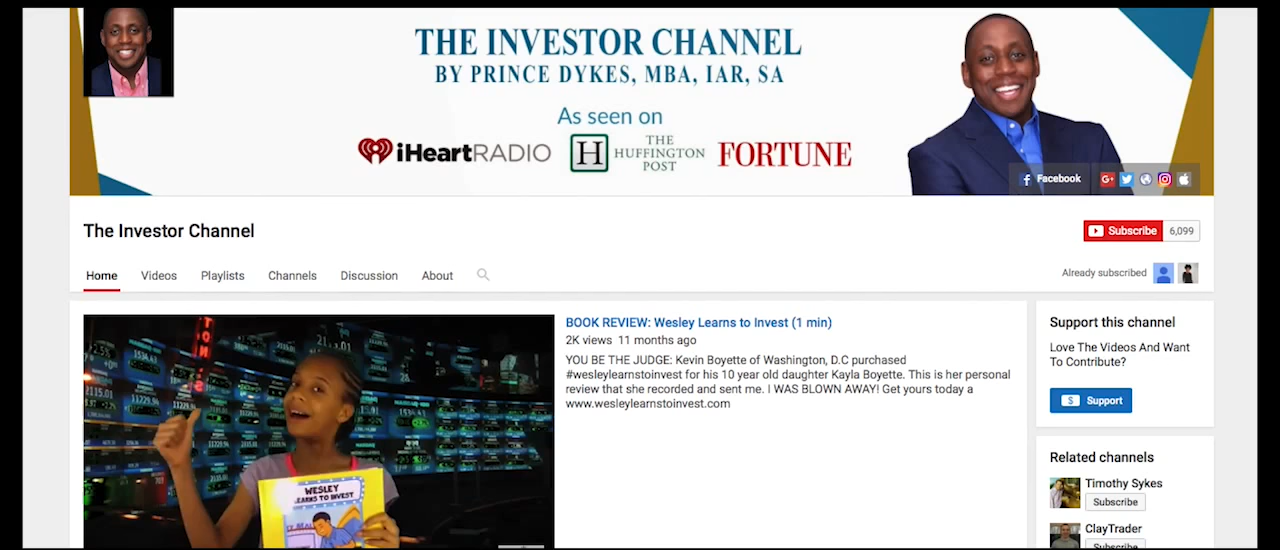 THE INVESTOR CHANNEL
BY PRINCE DYKES, MBA, IAR, SA
As seen on
iHeartRADIO
H THE HUFFINGTON POST
FORTUNE
Facebook
The Investor Channel
Subscribe 6,099
Home Videos Playlists Channels Discussion About
Already subscribed
BOOK REVIEW: Wesley Learns to Invest (1 min)
2K views 11 months ago
YOU BE THE JUDGE: Kevin Boyette of Washington, D.C purchased
#wesleylearnstoinvest for his 10 year old daughter Kayla Boyette. This is her personal
review that she recorded and sent me. I WAS BLOWN AWAY! Get yours today a
www.wesleylearnstoinvest.com
WESLEY
LEARNS TO INVEST
Support this channel
Love The Videos And Want
To Contribute?
$ Support
Related channels
Timothy Sykes
Subscribe
ClayTrader
Subscribe